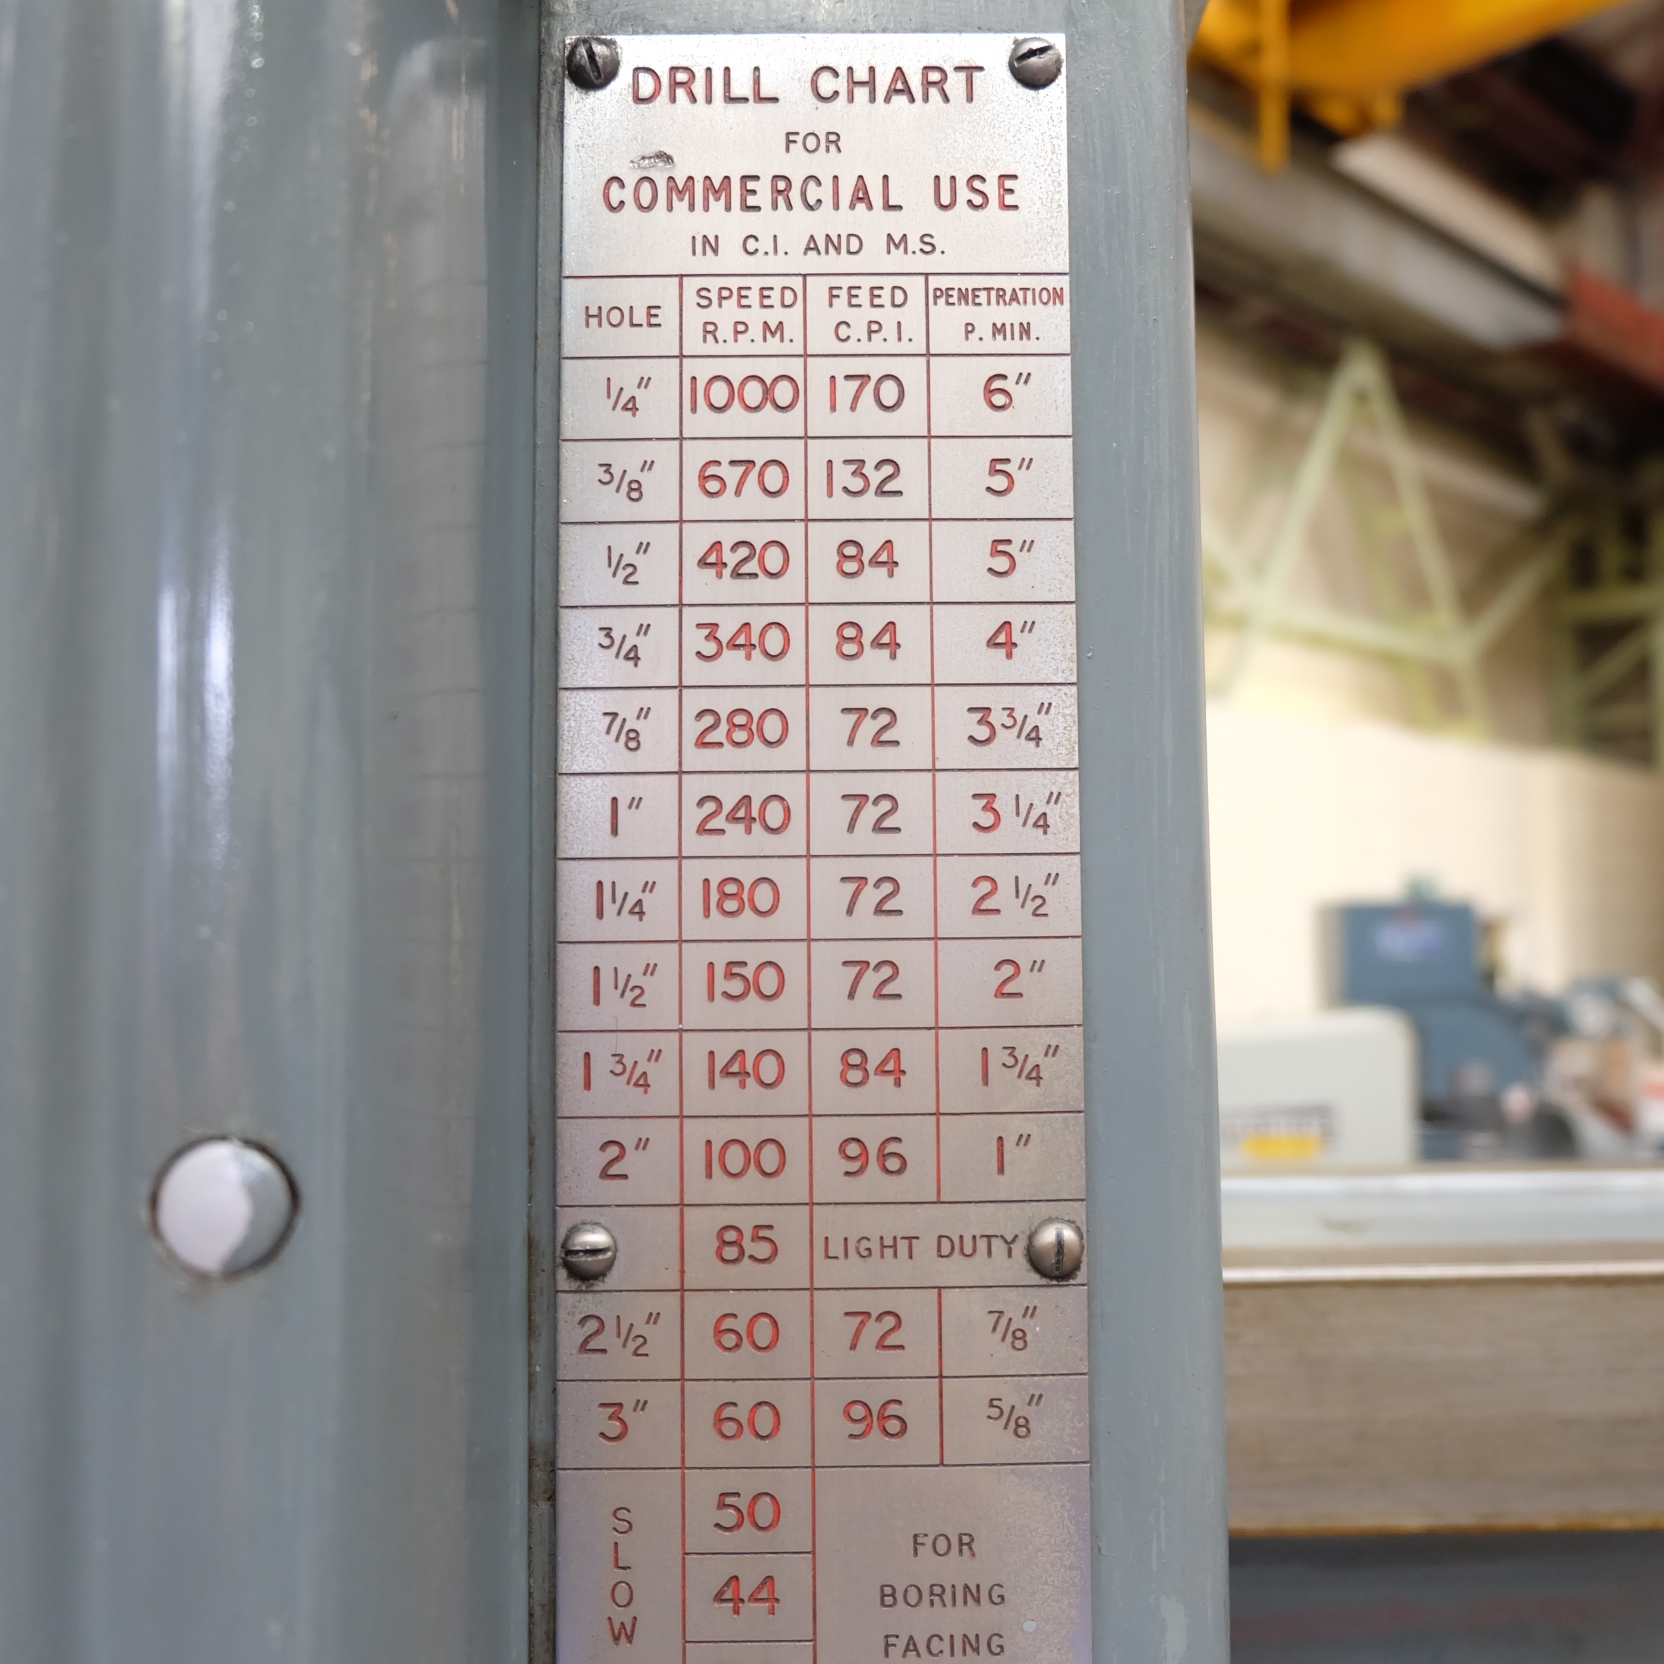 DRILL CHART
FOR
COMMERCIAL USE
IN C.I. AND M.S.
HOLE SPEED R.P.M. FEED C.P.I. PENETRATION P. MIN.
1/4" 1000 170 6"
3/8" 670 132 5"
1/2" 420 84 5"
3/4" 340 84 4"
7/8" 280 72 3 3/4"
1" 240 72 3 1/4"
1 1/4" 180 72 2 1/2"
1 1/2" 150 72 2"
1 3/4" 140 84 1 3/4"
2" 100 96 1"
85 LIGHT DUTY
2 1/2" 60 72 7/8"
3" 60 96 5/8"
SLOW
50
44
FOR
BORING
FACING